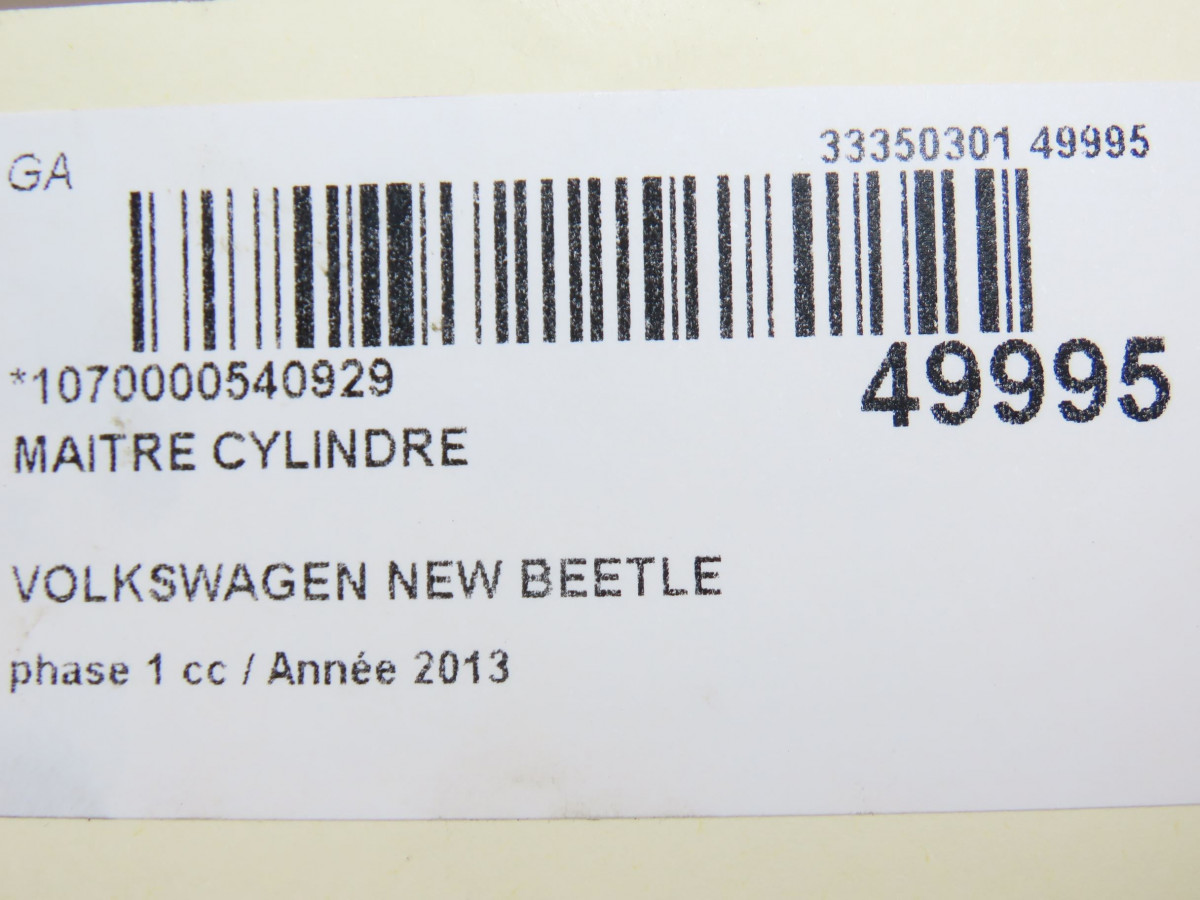 GA
33350301 49995
*1070000540929
49995
MAITRE CYLINDRE
VOLKSWAGEN NEW BEETLE
phase 1 cc / Année 2013